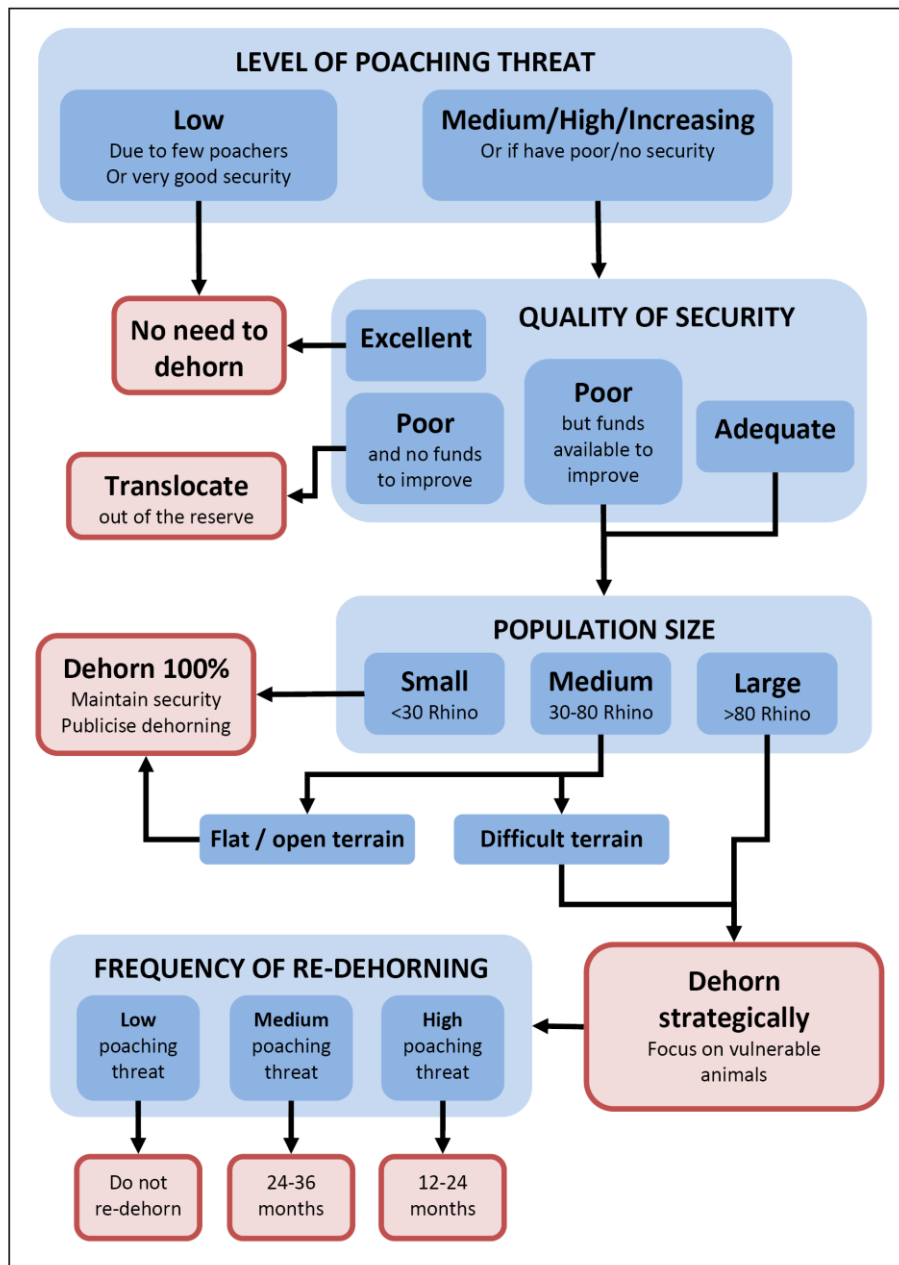 LEVEL OF POACHING THREAT
Low
Due to few poachers
Or very good security
Medium/High/Increasing
Or if have poor/no security
No need to
dehorn
QUALITY OF SECURITY
Excellent
Poor
and no funds
to improve
Poor
but funds
available to
improve
Adequate
Translocate
out of the reserve
POPULATION SIZE
Small
<30 Rhino
Medium
30-80 Rhino
Large
>80 Rhino
Dehorn 100%
Maintain security
Publicise dehorning
Flat / open terrain
Difficult terrain
Dehorn
strategically
Focus on vulnerable
animals
FREQUENCY OF RE-DEHORNING
Low
poaching
threat
Medium
poaching
threat
High
poaching
threat
Do not
re-dehorn
24-36
months
12-24
months